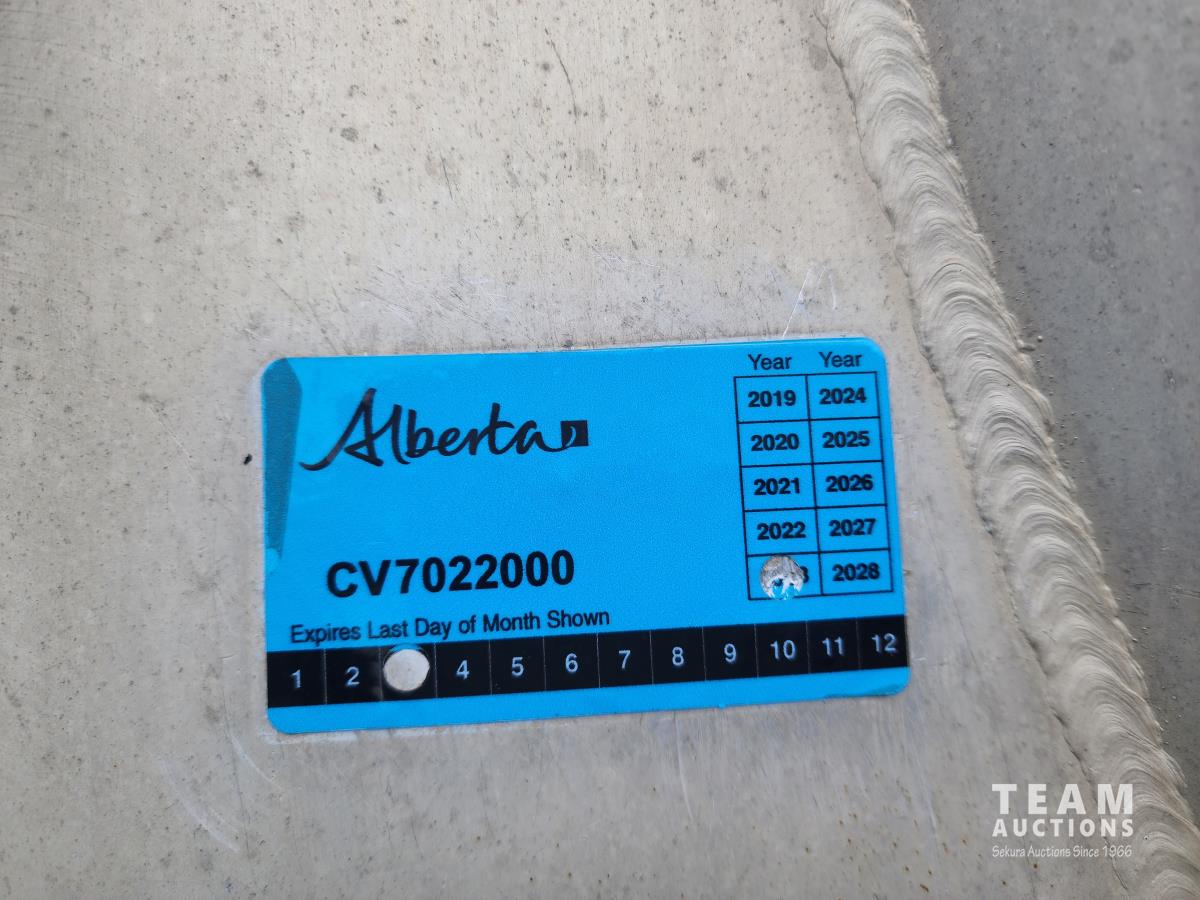 Alberta
Year Year
2019 2024
2020 2025
2021 2026
2022 2027
3 2028
CV7022000
Expires Last Day of Month Shown
1 2 4 5 6 7 8 9 10 11 12
TEAM
AUCTIONS
Sekura Auctions Since 1966